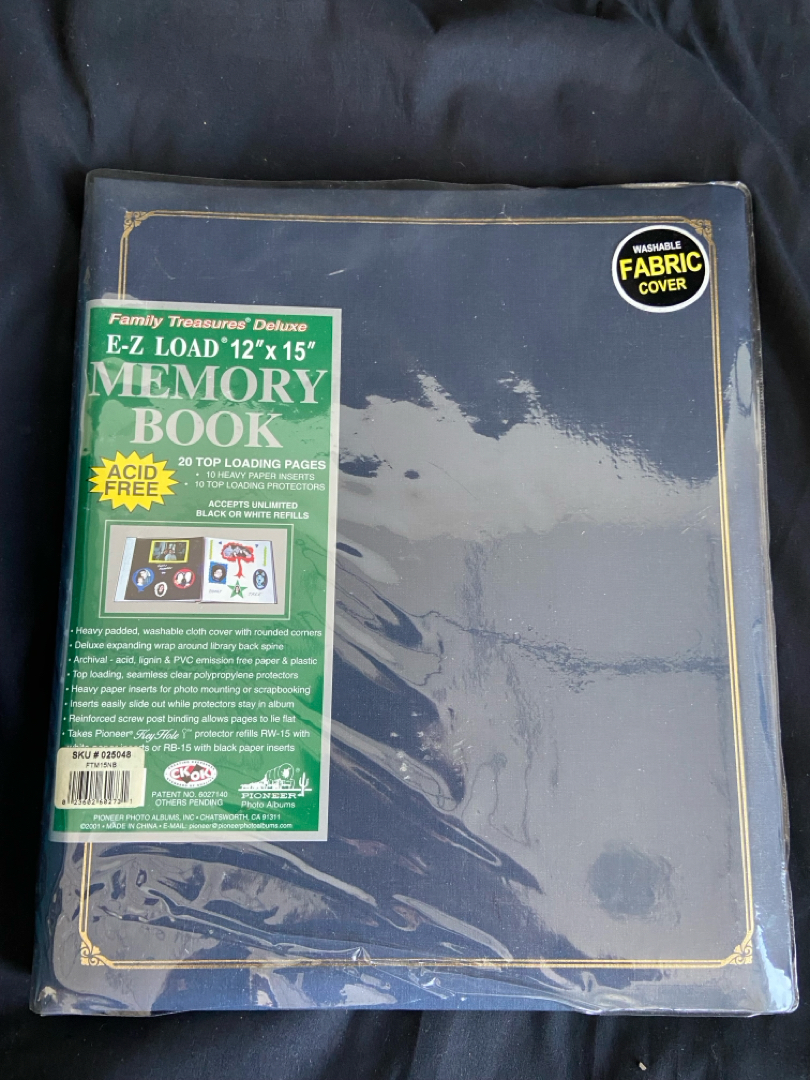 WASHABLE
FABRIC
COVER
Family Treasures® Deluxe
E-Z LOAD® 12" x 15"
MEMORY
BOOK
ACID
FREE
20 TOP LOADING PAGES
• 10 HEAVY PAPER INSERTS
• 10 TOP LOADING PROTECTORS
ACCEPTS UNLIMITED
BLACK OR WHITE REFILLS
• Heavy padded, washable cloth cover with rounded corners
• Deluxe expanding wrap around library back spine
• Archival - acid, lignin & PVC emission free paper & plastic
• Top loading, seamless clear polypropylene protectors
• Heavy paper inserts for photo mounting or scrapbooking
• Inserts easily slide out while protectors stay in album
• Reinforced screw post binding allows pages to lie flat
• Takes Pioneer® KeyHole™ protector refills RW-15 with
or RB-15 with black paper inserts
SKU # 025048
FTM15NB
CK OK
PATENT NO. 6027140
OTHERS PENDING
PIONEER
Photo Albums
PIONEER PHOTO ALBUMS, INC • CHATSWORTH, CA 91311
©2001 • MADE IN CHINA • E-MAIL: pioneer@pioneerphotoalbums.com